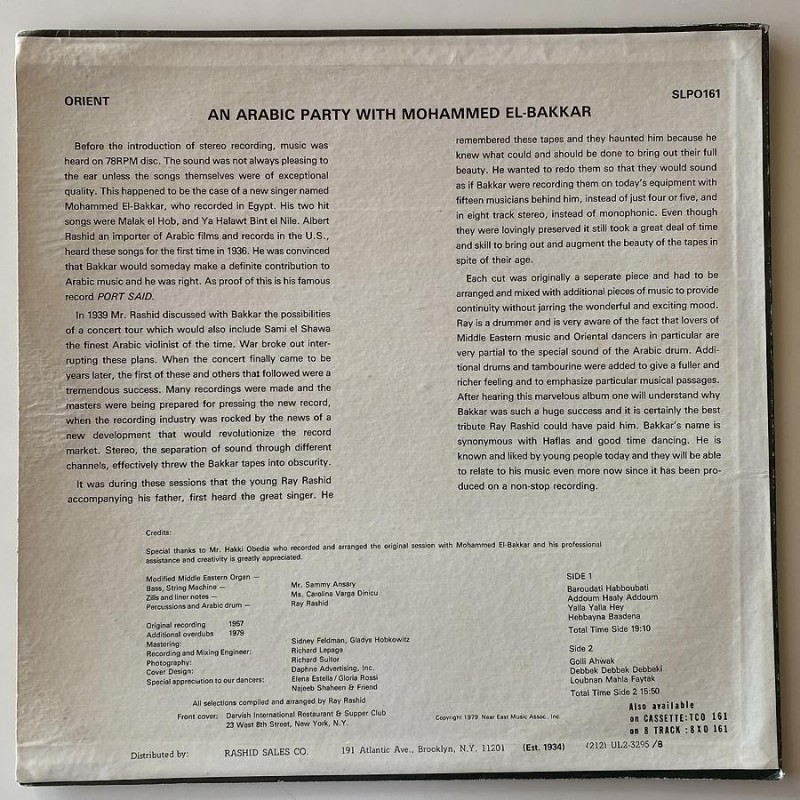 ORIENT
SLPO161
AN ARABIC PARTY WITH MOHAMMED EL-BAKKAR
Before the introduction of stereo recording, music was
heard on 78RPM disc. The sound was not always pleasing to
the ear unless the songs themselves were of exceptional
quality. This happened to be the case of a new singer named
Mohammed El-Bakkar, who recorded in Egypt. His two hit
songs were Malak el Hob, and Ya Halawt Bint el Nile. Albert
Rashid an importer of Arabic films and records in the U.S.,
heard these songs for the first time in 1936. He was convinced
that Bakkar would someday make a definite contribution to
Arabic music and he was right. As proof of this is his famous
record PORT SAID.
In 1939 Mr. Rashid discussed with Bakkar the possibilities
of a concert tour which would also include Sami el Shawa
the finest Arabic violinist of the time. War broke out inter-
rupting these plans. When the concert finally came to be
years later, the first of these and others that followed were a
tremendous success. Many recordings were made and the
masters were being prepared for pressing the new record,
when the recording industry was rocked by the news of a
new development that would revolutionize the record
market. Stereo, the separation of sound through different
channels, effectively threw the Bakkar tapes into obscurity.
It was during these sessions that the young Ray Rashid
accompanying his father, first heard the great singer. He
remembered these tapes and they haunted him because he
knew what could and should be done to bring out their full
beauty. He wanted to redo them so that they would sound
as if Bakkar were recording them on today's equipment with
fifteen musicians behind him, instead of just four or five, and
in eight track stereo, instead of monophonic. Even though
they were lovingly preserved it still took a great deal of time
and skill to bring out and augment the beauty of the tapes in
spite of their age.
Each cut was originally a seperate piece and had to be
arranged and mixed with additional pieces of music to provide
continuity without jarring the wonderful and exciting mood.
Ray is a drummer and is very aware of the fact that lovers of
Middle Eastern music and Oriental dancers in particular are
very partial to the special sound of the Arabic drum. Addi-
tional drums and tambourine were added to give a fuller and
richer feeling and to emphasize particular musical passages.
After hearing this marvelous album one will understand why
Bakkar was such a huge success and it is certainly the best
tribute Ray Rashid could have paid him. Bakkar's name is
synonymous with Haflas and good time dancing. He is
known and liked by young people today and they will be able
to relate to his music even more now since it has been pro-
duced on a non-stop recording.
Credits:
Special thanks to Mr. Hakki Obedia who recorded and arranged the original session with Mohammed El-Bakkar and his professional
assistance and creativity is greatly appreciated.
Modified Middle Eastern Organ —
Bass, String Machine — Mr. Sammy Ansary
Zills and liner notes — Ms. Carolina Varga Dinicu
Percussions and Arabic drum — Ray Rashid
Original recording 1957
Additional overdubs 1979
Mastering: Sidney Feldman, Gladys Hobkowitz
Recording and Mixing Engineer: Richard Lepage
Photography: Richard Sultor
Cover Design: Daphne Advertising, Inc.
Special appreciation to our dancers: Elena Estella/Gloria Rossi
Najeeb Shaheen & Friend
All selections compiled and arranged by Ray Rashid
Front cover: Darvish International Restaurant & Supper Club
23 West 8th Street, New York, N.Y.
Copyright 1979, Near East Music Assoc., Inc.
SIDE 1
Baroudati Habboubati
Addoum Haaly Addoum
Yalla Yalla Hey
Hebbayna Baadena
Total Time Side 19:10
Side 2
Golli Ahwak
Debbek Debbek Debbeki
Loubnan Mahla Faytak
Total Time Side 2 15:50
Also available
on CASSETTE:TCO 161
on 8 TRACK :8XO 161
Distributed by: RASHID SALES CO. 191 Atlantic Ave., Brooklyn, N.Y. 11201 (Est. 1934) (212) UL2-3295/8